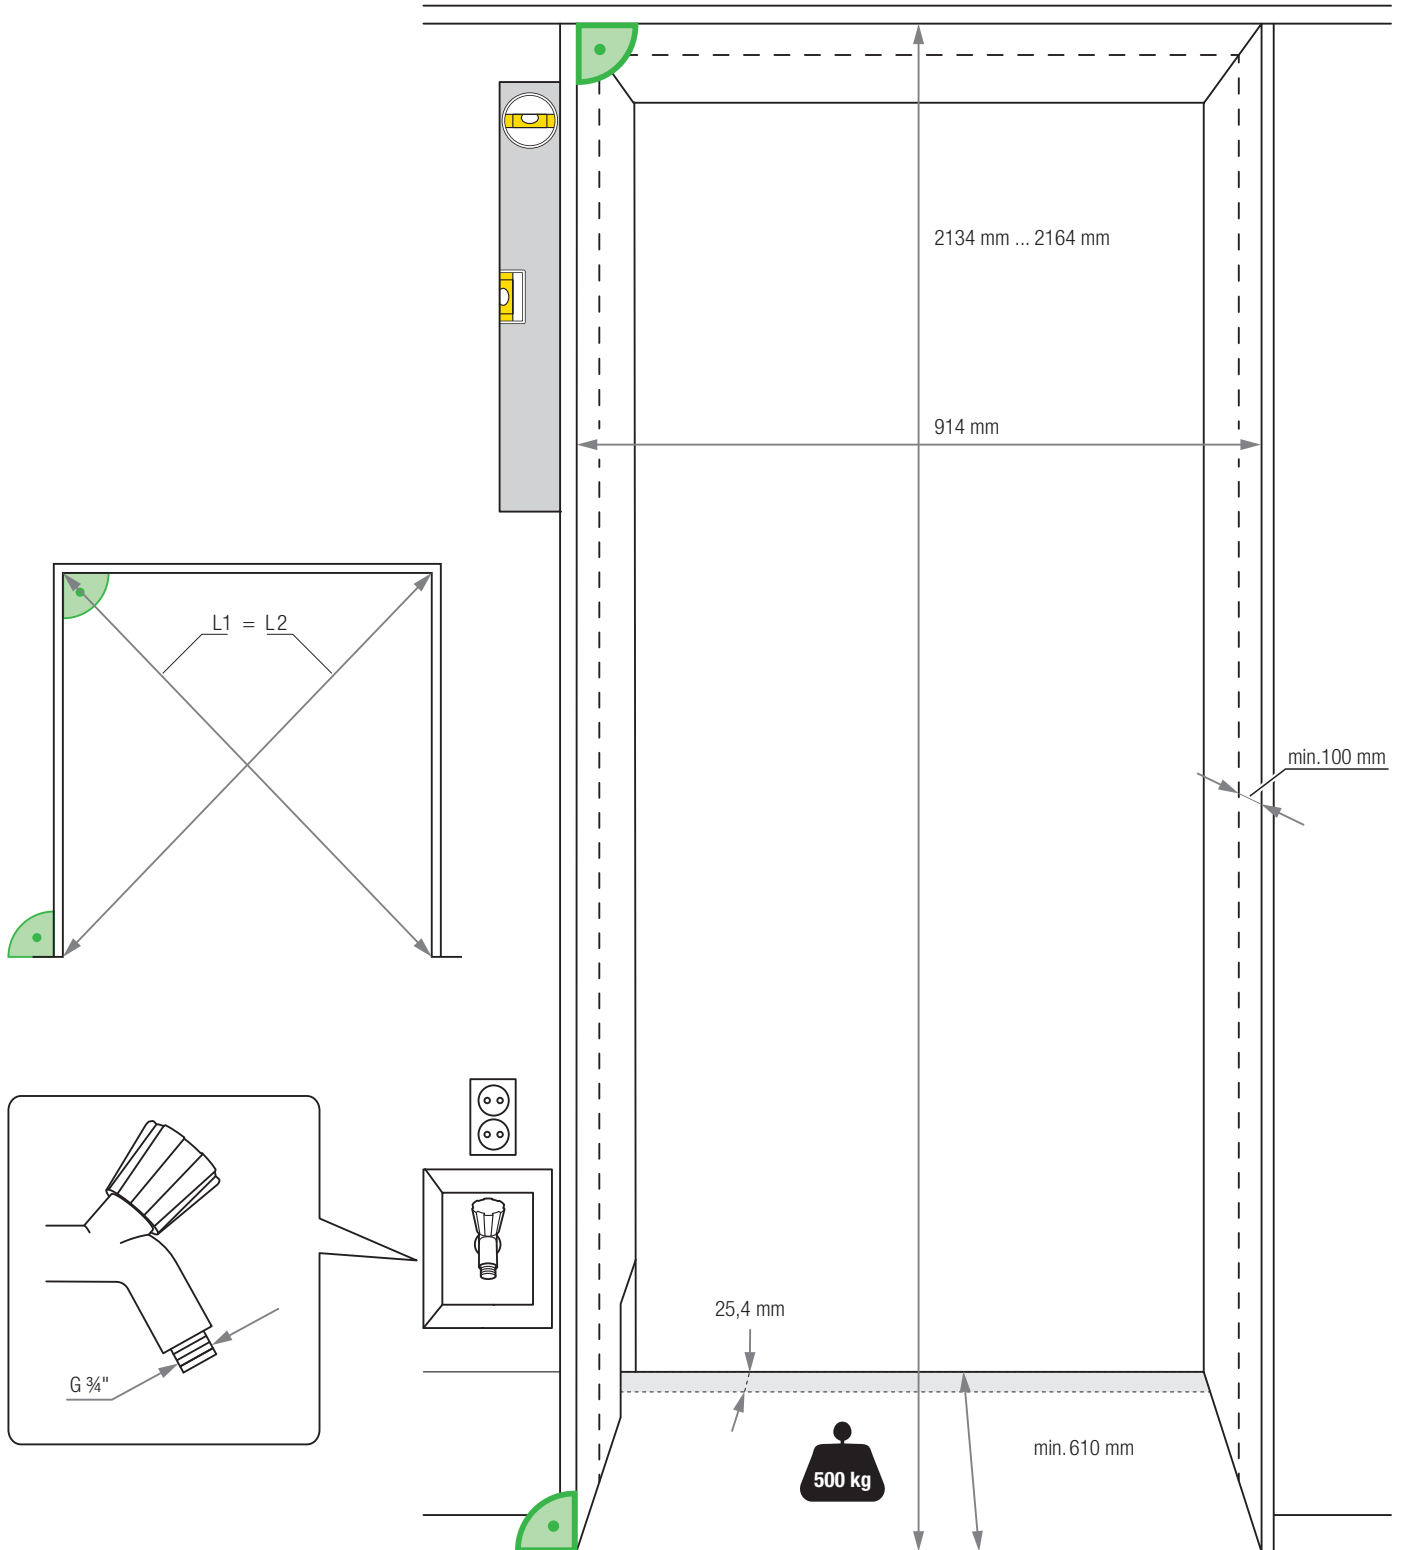 2134 mm ... 2164 mm
914 mm
L1 = L2
min.100 mm
25,4 mm
G ¾"
min. 610 mm
500 kg